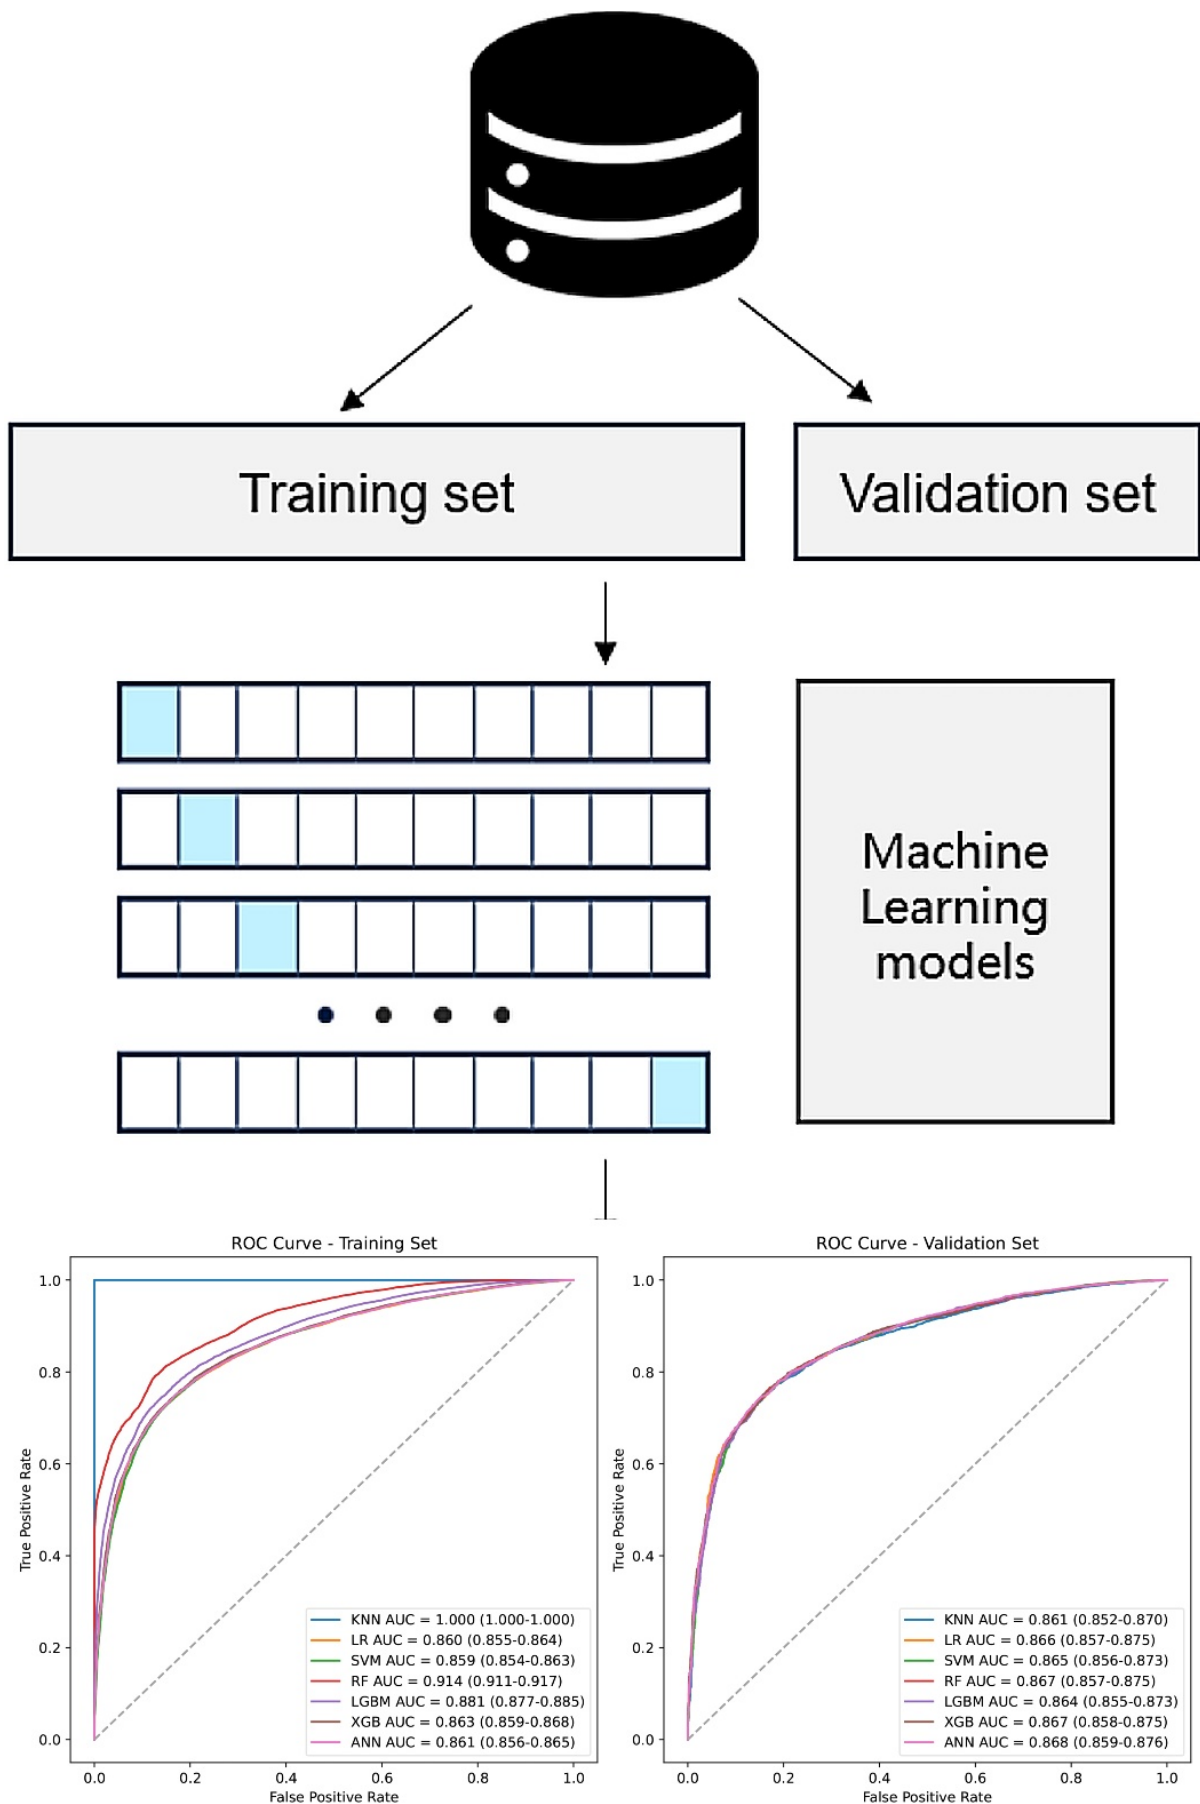 Training set
Validation set
Machine
Learning
models
ROC Curve - Training Set
True Positive Rate
1.0
0.8
0.6
0.4
0.2
0.0
KNN AUC = 1.000 (1.000-1.000)
LR AUC = 0.860 (0.855-0.864)
SVM AUC = 0.859 (0.854-0.863)
RF AUC = 0.914 (0.911-0.917)
LGBM AUC = 0.881 (0.877-0.885)
XGB AUC = 0.863 (0.859-0.868)
ANN AUC = 0.861 (0.856-0.865)
0.0 0.2 0.4 0.6 0.8 1.0
False Positive Rate
ROC Curve - Validation Set
True Positive Rate
1.0
0.8
0.6
0.4
0.2
0.0
KNN AUC = 0.861 (0.852-0.870)
LR AUC = 0.866 (0.857-0.875)
SVM AUC = 0.865 (0.856-0.873)
RF AUC = 0.867 (0.857-0.875)
LGBM AUC = 0.864 (0.855-0.873)
XGB AUC = 0.867 (0.858-0.875)
ANN AUC = 0.868 (0.859-0.876)
0.0 0.2 0.4 0.6 0.8 1.0
False Positive Rate